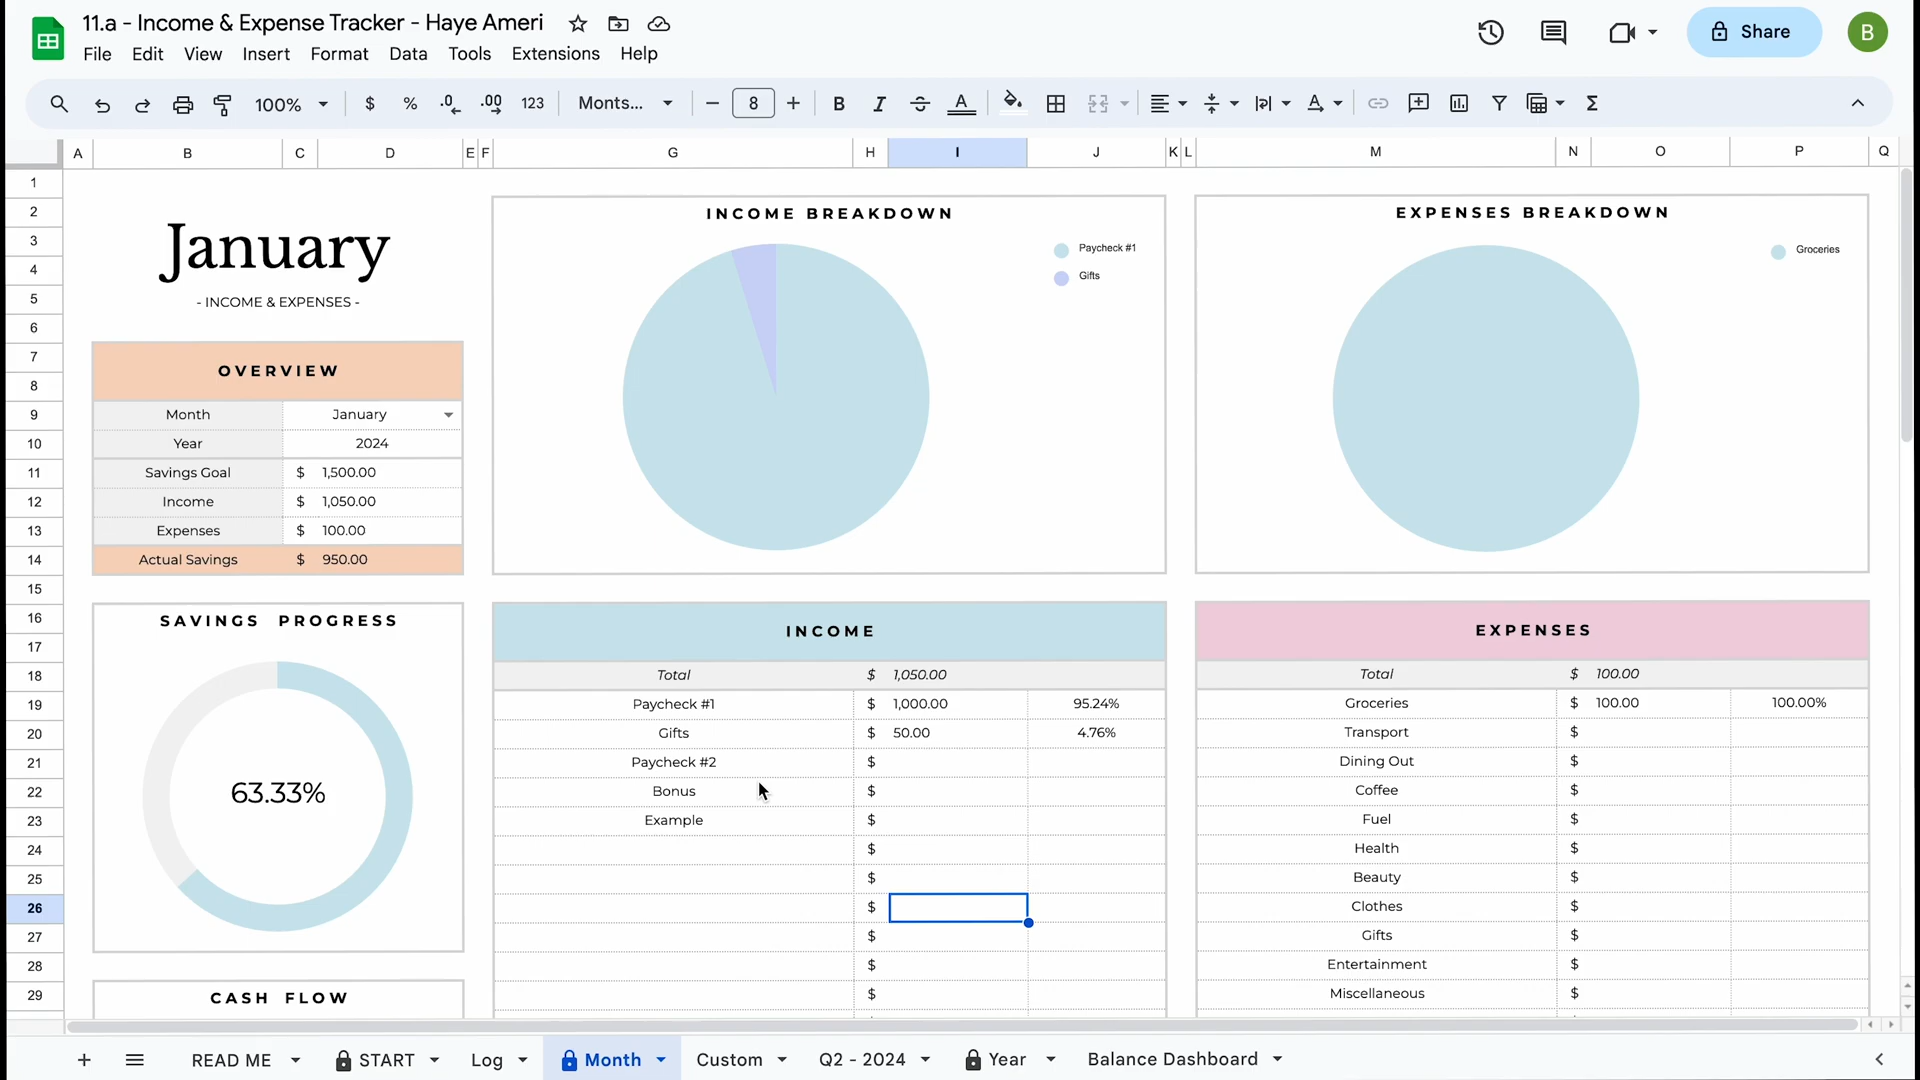 11.a - Income & Expense Tracker - Haye Ameri
File Edit View Insert Format Data Tools Extensions Help
Share
B
100% $ % .0 .00 123 Monts... 8 B I A
A B C D E F G H I J K L M N O P Q
1
2
3
4
5
6
7
8
9
10
11
12
13
14
15
16
17
18
19
20
21
22
23
24
25
26
27
28
29
January
- INCOME & EXPENSES -
OVERVIEW
Month January
Year 2024
Savings Goal $ 1,500.00
Income $ 1,050.00
Expenses $ 100.00
Actual Savings $ 950.00
SAVINGS PROGRESS
63.33%
CASH FLOW
INCOME BREAKDOWN
Paycheck #1
Gifts
INCOME
Total $ 1,050.00
Paycheck #1 $ 1,000.00 95.24%
Gifts $ 50.00 4.76%
Paycheck #2 $
Bonus $
Example $
$
$
$
$
$
$
EXPENSES BREAKDOWN
Groceries
EXPENSES
Total $ 100.00
Groceries $ 100.00 100.00%
Transport $
Dining Out $
Coffee $
Fuel $
Health $
Beauty $
Clothes $
Gifts $
Entertainment $
Miscellaneous $
READ ME START Log Month Custom Q2 - 2024 Year Balance Dashboard